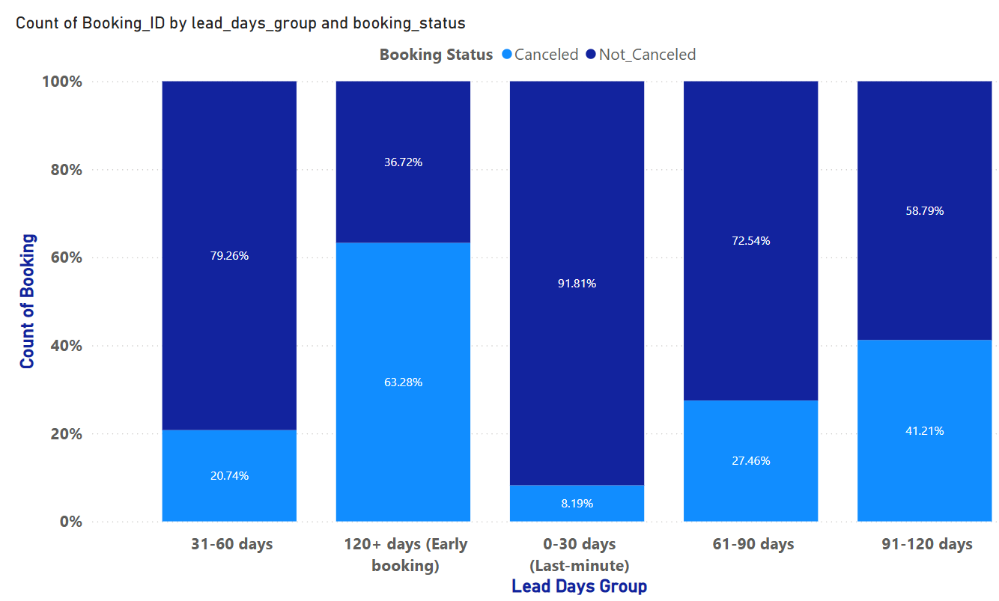 Count of Booking_ID by lead_days_group and booking_status
Booking Status Canceled Not_Canceled
100%
80%
60%
40%
20%
0%
Count of Booking
79.26%
20.74%
36.72%
63.28%
91.81%
8.19%
72.54%
27.46%
58.79%
41.21%
31-60 days
120+ days (Early
booking)
0-30 days
(Last-minute)
61-90 days
91-120 days
Lead Days Group